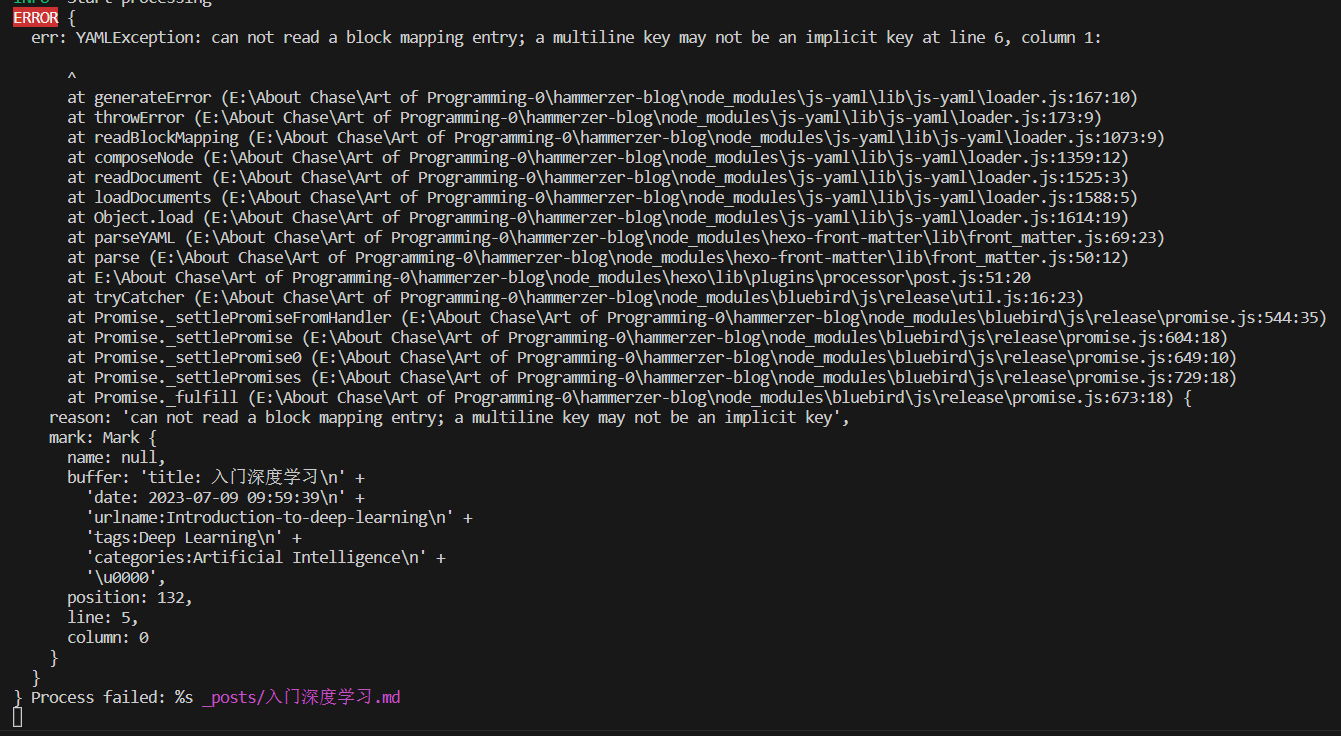 INFO  Start processing
ERROR {
err: YAMLException: can not read a block mapping entry; a multiline key may not be an implicit key at line 6, column 1:
^
at generateError (E:\About Chase\Art of Programming-0\hammerzer-blog\node_modules\js-yaml\lib\js-yaml\loader.js:167:10)
at throwError (E:\About Chase\Art of Programming-0\hammerzer-blog\node_modules\js-yaml\lib\js-yaml\loader.js:173:9)
at readBlockMapping (E:\About Chase\Art of Programming-0\hammerzer-blog\node_modules\js-yaml\lib\js-yaml\loader.js:1073:9)
at composeNode (E:\About Chase\Art of Programming-0\hammerzer-blog\node_modules\js-yaml\lib\js-yaml\loader.js:1359:12)
at readDocument (E:\About Chase\Art of Programming-0\hammerzer-blog\node_modules\js-yaml\lib\js-yaml\loader.js:1525:3)
at loadDocuments (E:\About Chase\Art of Programming-0\hammerzer-blog\node_modules\js-yaml\lib\js-yaml\loader.js:1588:5)
at Object.load (E:\About Chase\Art of Programming-0\hammerzer-blog\node_modules\js-yaml\lib\js-yaml\loader.js:1614:19)
at parseYAML (E:\About Chase\Art of Programming-0\hammerzer-blog\node_modules\hexo-front-matter\lib\front_matter.js:69:23)
at parse (E:\About Chase\Art of Programming-0\hammerzer-blog\node_modules\hexo-front-matter\lib\front_matter.js:50:12)
at E:\About Chase\Art of Programming-0\hammerzer-blog\node_modules\hexo\lib\plugins\processor\post.js:51:20
at tryCatcher (E:\About Chase\Art of Programming-0\hammerzer-blog\node_modules\bluebird\js\release\util.js:16:23)
at Promise._settlePromiseFromHandler (E:\About Chase\Art of Programming-0\hammerzer-blog\node_modules\bluebird\js\release\promise.js:544:35)
at Promise._settlePromise (E:\About Chase\Art of Programming-0\hammerzer-blog\node_modules\bluebird\js\release\promise.js:604:18)
at Promise._settlePromise0 (E:\About Chase\Art of Programming-0\hammerzer-blog\node_modules\bluebird\js\release\promise.js:649:10)
at Promise._settlePromises (E:\About Chase\Art of Programming-0\hammerzer-blog\node_modules\bluebird\js\release\promise.js:729:18)
at Promise._fulfill (E:\About Chase\Art of Programming-0\hammerzer-blog\node_modules\bluebird\js\release\promise.js:673:18) {
reason: 'can not read a block mapping entry; a multiline key may not be an implicit key',
mark: Mark {
name: null,
buffer: 'title: 入门深度学习\n' +
'date: 2023-07-09 09:59:39\n' +
'urlname:Introduction-to-deep-learning\n' +
'tags:Deep Learning\n' +
'categories:Artificial Intelligence\n' +
'\u0000',
position: 132,
line: 5,
column: 0
}
}
} Process failed: %s _posts/入门深度学习.md